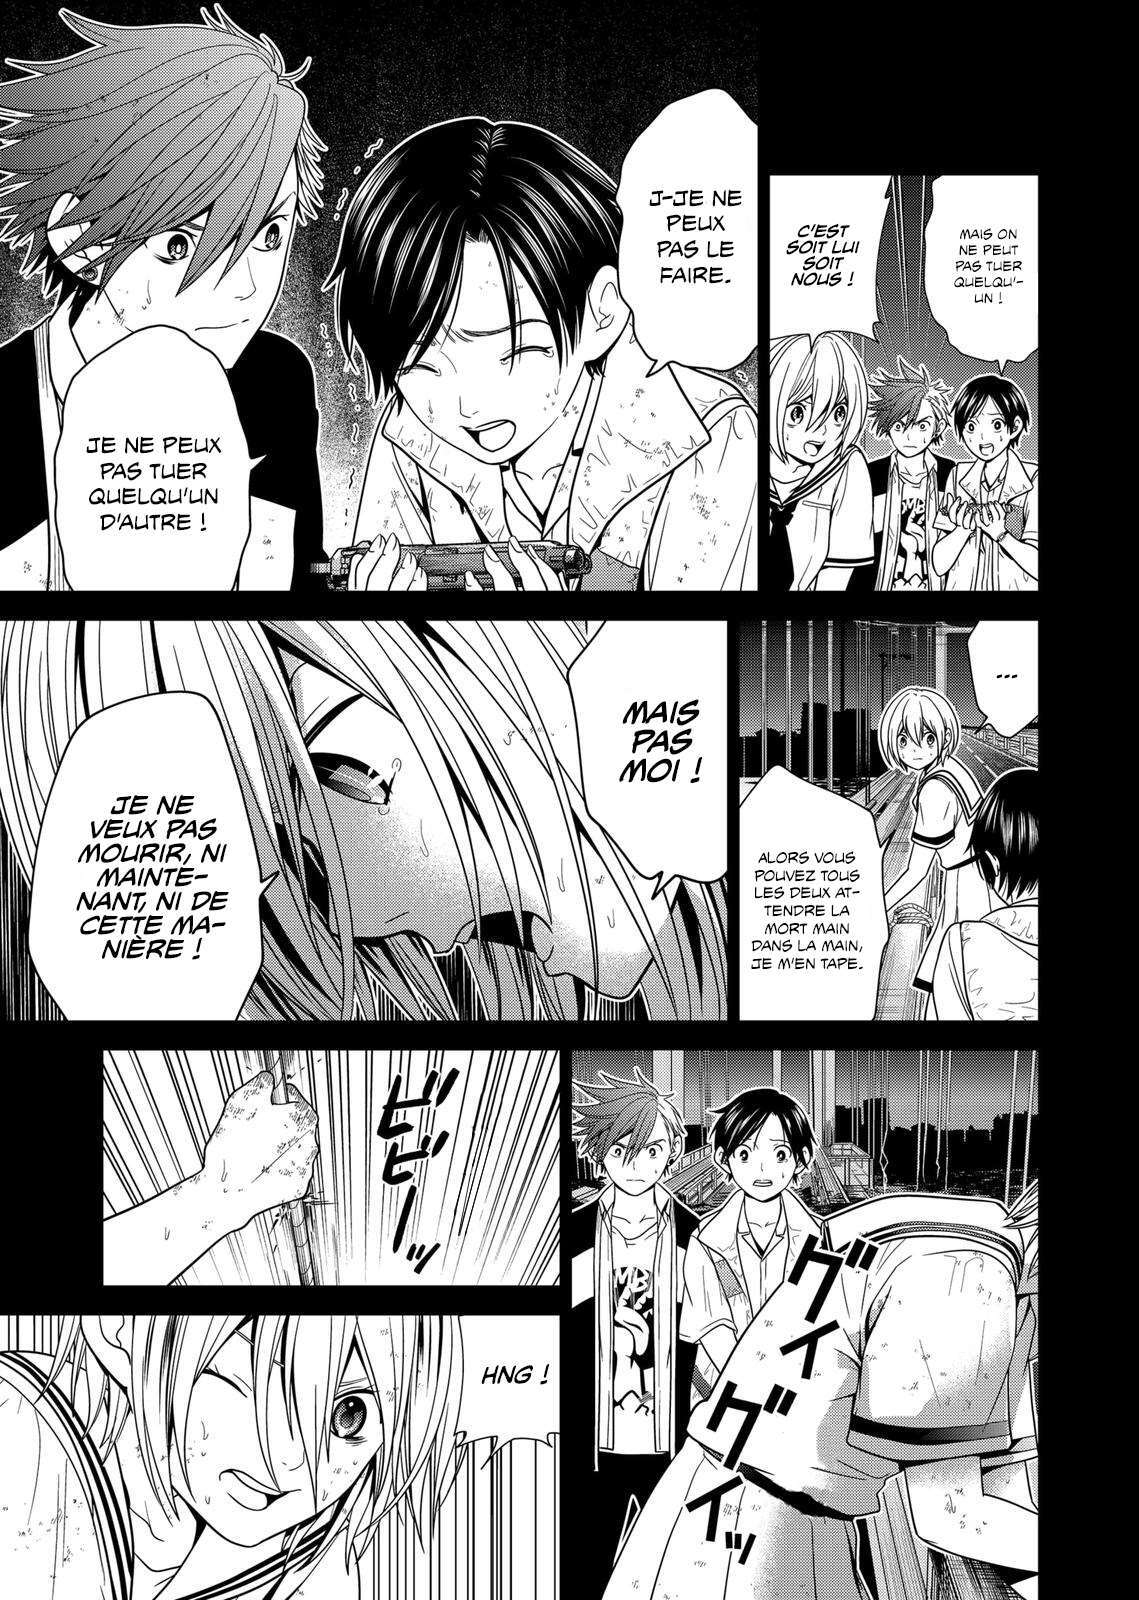 MAIS ON
NE PEUT
PAS TUER
QUELQU'-
UN !
C'EST
SOIT LUI
SOIT
NOUS !
J-JE NE
PEUX
PAS LE
FAIRE.
JE NE PEUX
PAS TUER
QUELQU'UN
D'AUTRE !
...
ALORS VOUS
POUVEZ TOUS
LES DEUX AT-
TENDRE LA
MORT MAIN
DANS LA MAIN,
JE M'EN TAPE.
MAIS
PAS
MOI !
JE NE
VEUX PAS
MOURIR, NI
MAINTE-
NANT, NI DE
CETTE MA-
NIÈRE !
MB
グイ
グイッ
ビビーッ
HNG !